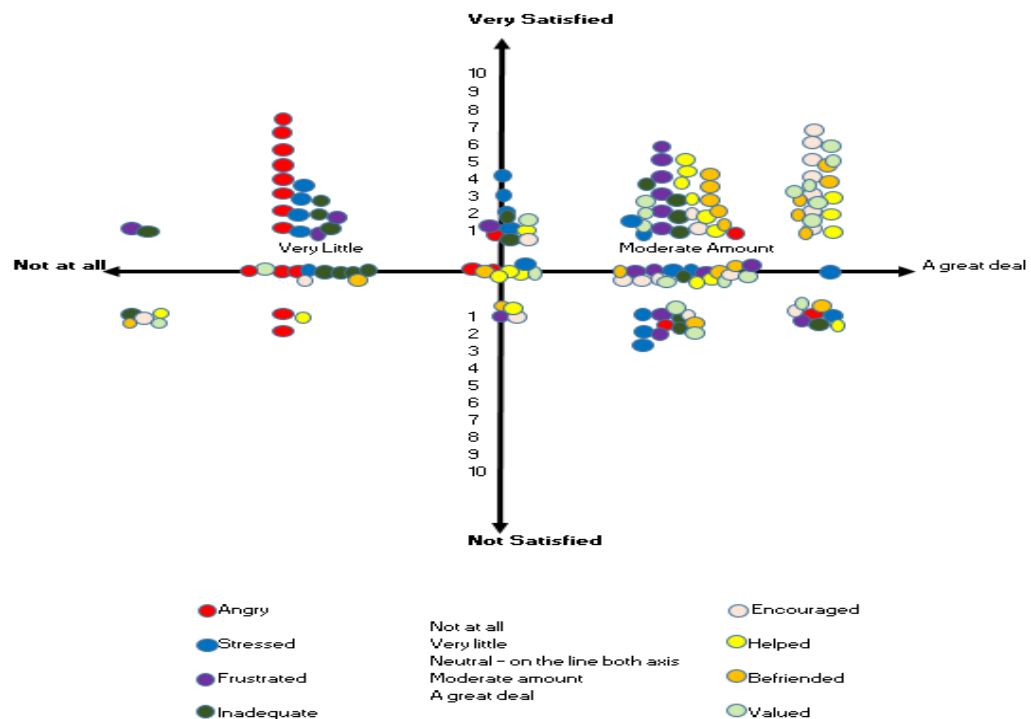 Very Satisfied
10
9
8
7
6
5
4
3
2
1
Very Little
Moderate Amount
Not at all
A great deal
1
2
3
4
5
6
7
8
9
10
Not Satisfied
Angry
Stressed
Frustrated
Inadequate
Not at all
Very little
Neutral - on the line both axis
Moderate amount
A great deal
Encouraged
Helped
Befriended
Valued